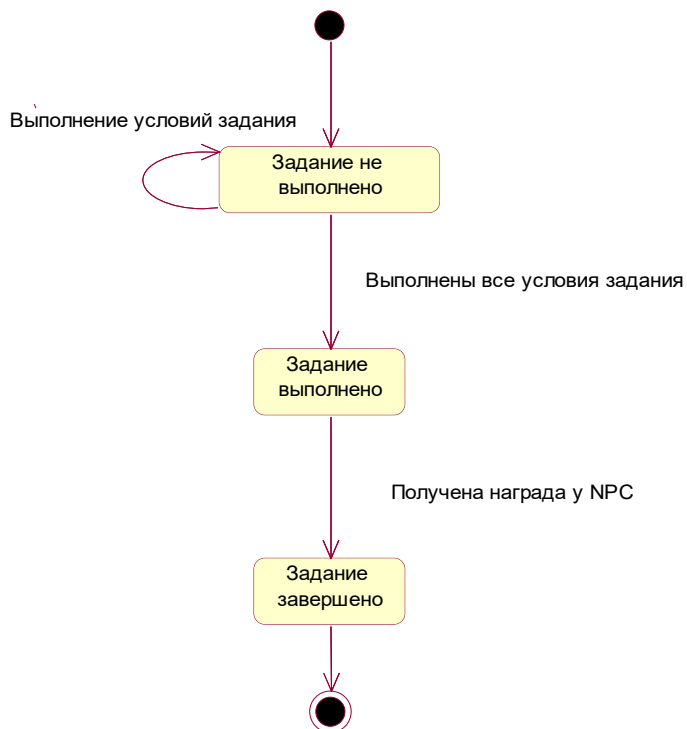 Выполнение условий задания
Задание не
выполнено
Выполнены все условия задания
Задание
выполнено
Получена награда у NPC
Задание
завершено